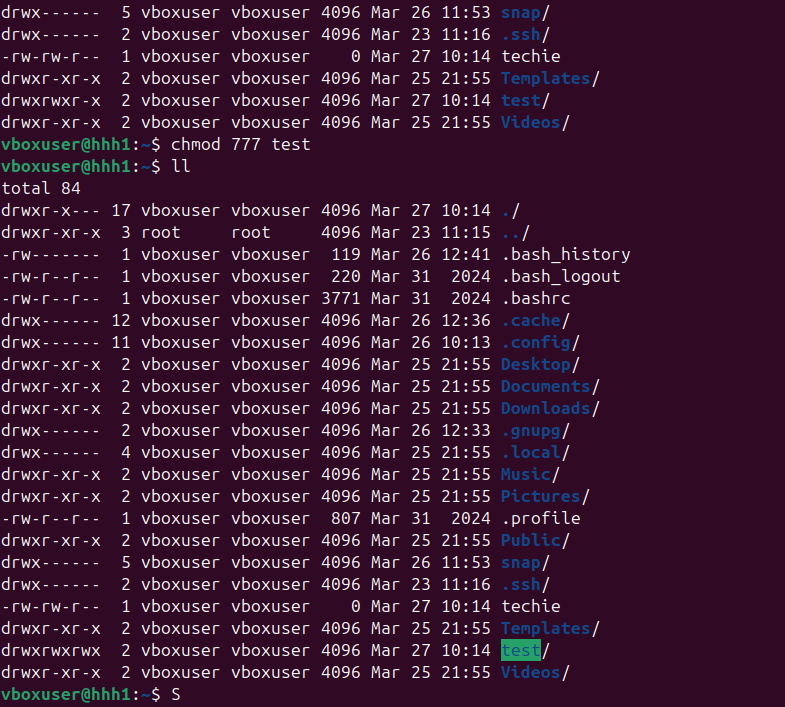 drwx------  5 vboxuser vboxuser 4096 Mar 26 11:53 snap/
drwx------  2 vboxuser vboxuser 4096 Mar 23 11:16 .ssh/
-rw-rw-r--  1 vboxuser vboxuser    0 Mar 27 10:14 techie
drwxr-xr-x  2 vboxuser vboxuser 4096 Mar 25 21:55 Templates/
drwxrwxr-x  2 vboxuser vboxuser 4096 Mar 27 10:14 test/
drwxr-xr-x  2 vboxuser vboxuser 4096 Mar 25 21:55 Videos/
vboxuser@hhh1:~$ chmod 777 test
vboxuser@hhh1:~$ ll
total 84
drwxr-x--- 17 vboxuser vboxuser 4096 Mar 27 10:14 ./
drwxr-xr-x  3 root     root     4096 Mar 23 11:15 ../
-rw-------  1 vboxuser vboxuser  119 Mar 26 12:41 .bash_history
-rw-r--r--  1 vboxuser vboxuser  220 Mar 31  2024 .bash_logout
-rw-r--r--  1 vboxuser vboxuser 3771 Mar 31  2024 .bashrc
drwx------ 12 vboxuser vboxuser 4096 Mar 26 12:36 .cache/
drwx------ 11 vboxuser vboxuser 4096 Mar 26 10:13 .config/
drwxr-xr-x  2 vboxuser vboxuser 4096 Mar 25 21:55 Desktop/
drwxr-xr-x  2 vboxuser vboxuser 4096 Mar 25 21:55 Documents/
drwxr-xr-x  2 vboxuser vboxuser 4096 Mar 25 21:55 Downloads/
drwx------  2 vboxuser vboxuser 4096 Mar 26 12:33 .gnupg/
drwx------  4 vboxuser vboxuser 4096 Mar 25 21:55 .local/
drwxr-xr-x  2 vboxuser vboxuser 4096 Mar 25 21:55 Music/
drwxr-xr-x  2 vboxuser vboxuser 4096 Mar 25 21:55 Pictures/
-rw-r--r--  1 vboxuser vboxuser  807 Mar 31  2024 .profile
drwxr-xr-x  2 vboxuser vboxuser 4096 Mar 25 21:55 Public/
drwx------  5 vboxuser vboxuser 4096 Mar 26 11:53 snap/
drwx------  2 vboxuser vboxuser 4096 Mar 23 11:16 .ssh/
-rw-rw-r--  1 vboxuser vboxuser    0 Mar 27 10:14 techie
drwxr-xr-x  2 vboxuser vboxuser 4096 Mar 25 21:55 Templates/
drwxrwxrwx  2 vboxuser vboxuser 4096 Mar 27 10:14 test/
drwxr-xr-x  2 vboxuser vboxuser 4096 Mar 25 21:55 Videos/
vboxuser@hhh1:~$ S